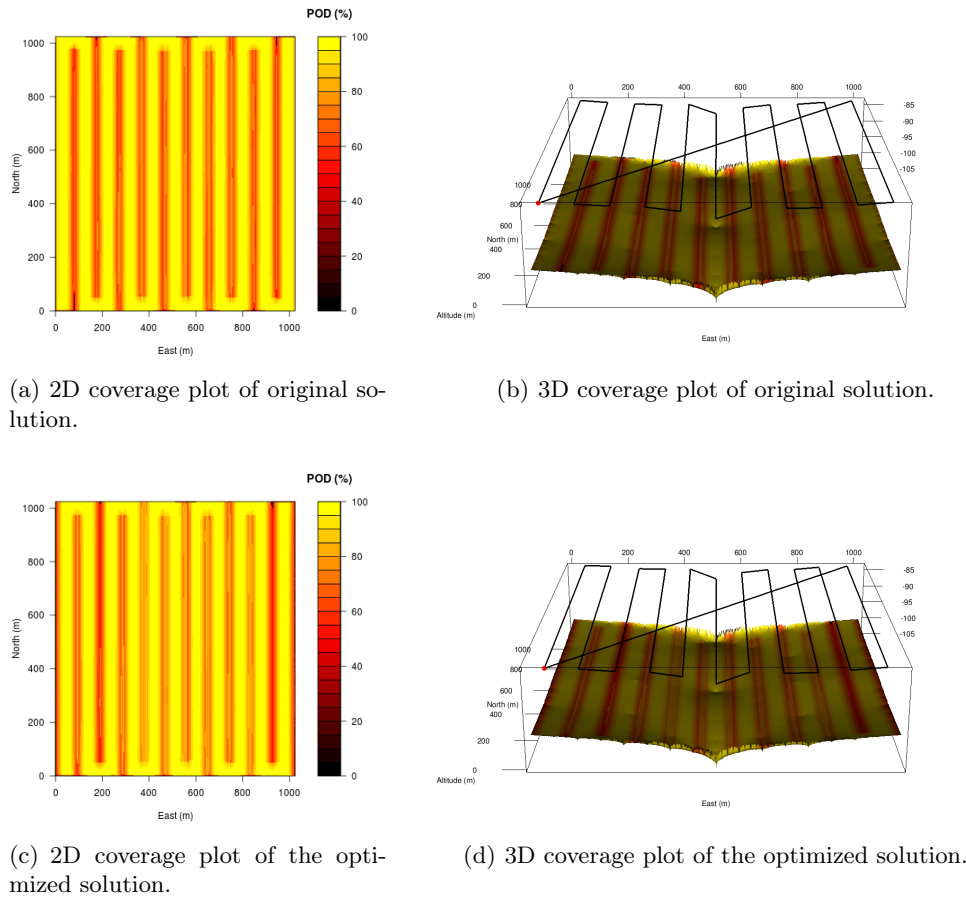 POD (%)
1000
800
600
400
200
0
North (m)
0 200 400 600 800 1000
East (m)
100
80
60
40
20
0
0 200 400 600 800 1000
-85
-90
-95
-100
-105
1000
800
600
North (m)
400
200
0
Altitude (m)
East (m)
(a) 2D coverage plot of original so-
lution.
(b) 3D coverage plot of original solution.
POD (%)
1000
800
600
400
200
0
North (m)
0 200 400 600 800 1000
East (m)
100
80
60
40
20
0
0 200 400 600 800 1000
-85
-90
-95
-100
-105
1000
800
600
North (m)
400
200
0
Altitude (m)
East (m)
(c) 2D coverage plot of the opti-
mized solution.
(d) 3D coverage plot of the optimized solution.